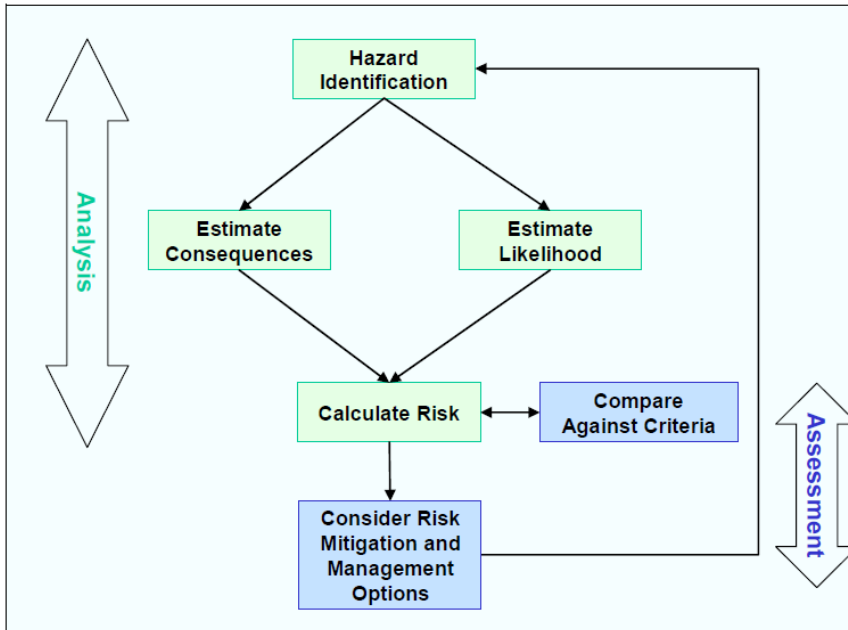 Hazard
Identification
Analysis
Estimate
Consequences
Estimate
Likelihood
Calculate Risk
Compare
Against Criteria
Assessment
Consider Risk
Mitigation and
Management
Options